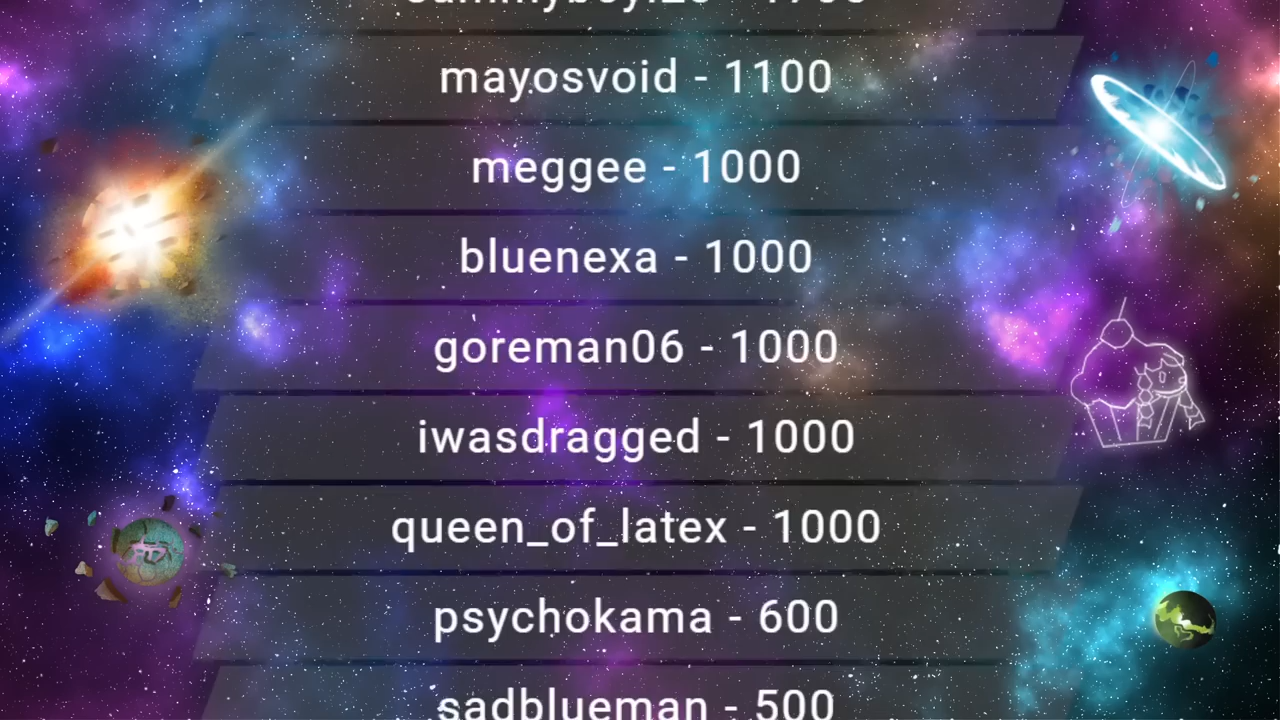 mayosvoid - 1100
meggee - 1000
bluenexa - 1000
goreman06 - 1000
iwasdragged - 1000
queen_of_latex - 1000
psychokama - 600
sadblueman - 500